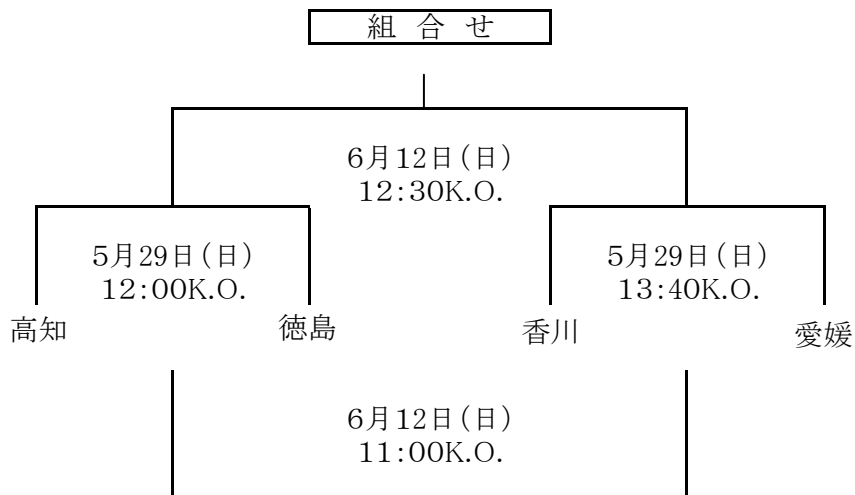 組 合 せ
6月12日(日)
12:30K.O.
5月29日(日)
12:00K.O.
5月29日(日)
13:40K.O.
高知
徳島
香川
愛媛
6月12日(日)
11:00K.O.